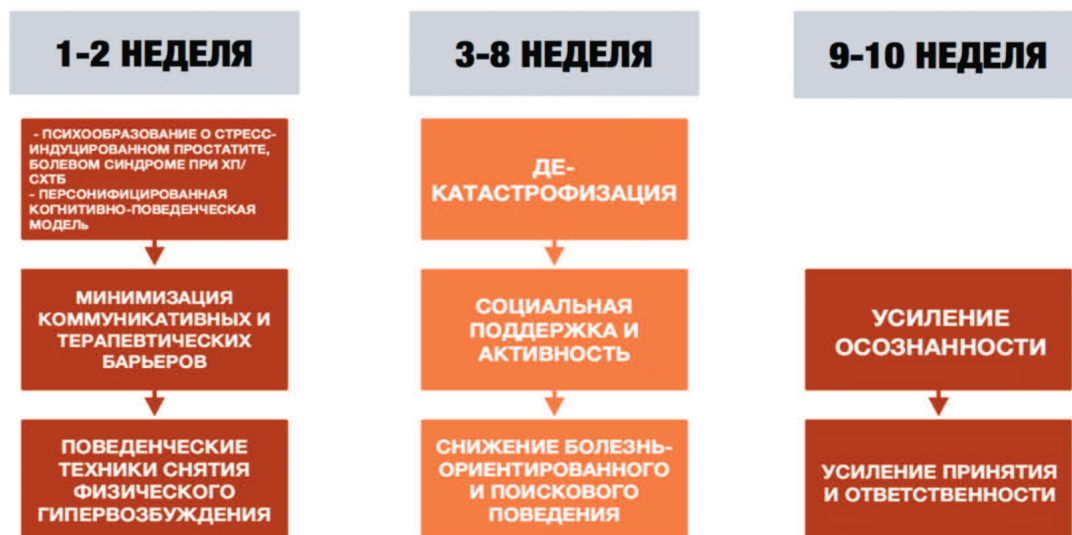 1-2 НЕДЕЛЯ
- ПСИХООБРАЗОВАНИЕ О СТРЕСС-
ИНДУЦИРОВАННОМ ПРОСТАТИТЕ,
БОЛЕВОМ СИНДРОМЕ ПРИ ХП/
СХТБ
- ПЕРСОНИФИЦИРОВАННАЯ
КОГНИТИВНО-ПОВЕДЕНЧЕСКАЯ
МОДЕЛЬ
МИНИМИЗАЦИЯ
КОММУНИКАТИВНЫХ И
ТЕРАПЕВТИЧЕСКИХ
БАРЬЕРОВ
ПОВЕДЕНЧЕСКИЕ
ТЕХНИКИ СНЯТИЯ
ФИЗИЧЕСКОГО
ГИПЕРВОЗБУЖДЕНИЯ
3-8 НЕДЕЛЯ
ДЕ-
КАТАСТРОФИЗАЦИЯ
СОЦИАЛЬНАЯ
ПОДДЕРЖКА И
АКТИВНОСТЬ
СНИЖЕНИЕ БОЛЕЗНЬ-
ОРИЕНТИРОВАННОГО
И ПОИСКОВОГО
ПОВЕДЕНИЯ
9-10 НЕДЕЛЯ
УСИЛЕНИЕ
ОСОЗНАННОСТИ
УСИЛЕНИЕ ПРИНЯТИЯ
И ОТВЕТСТВЕННОСТИ